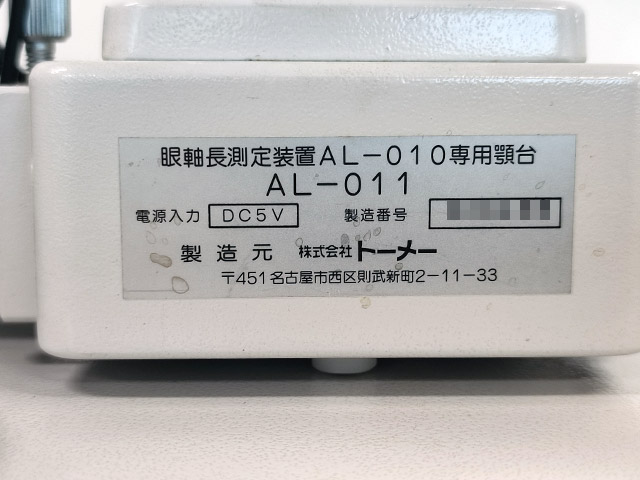 眼軸長測定装置AL-010専用顎台
AL-011
電源入力 DC5V 製造番号
製造元 株式会社トーメー
〒451名古屋市西区則武新町2-11-33